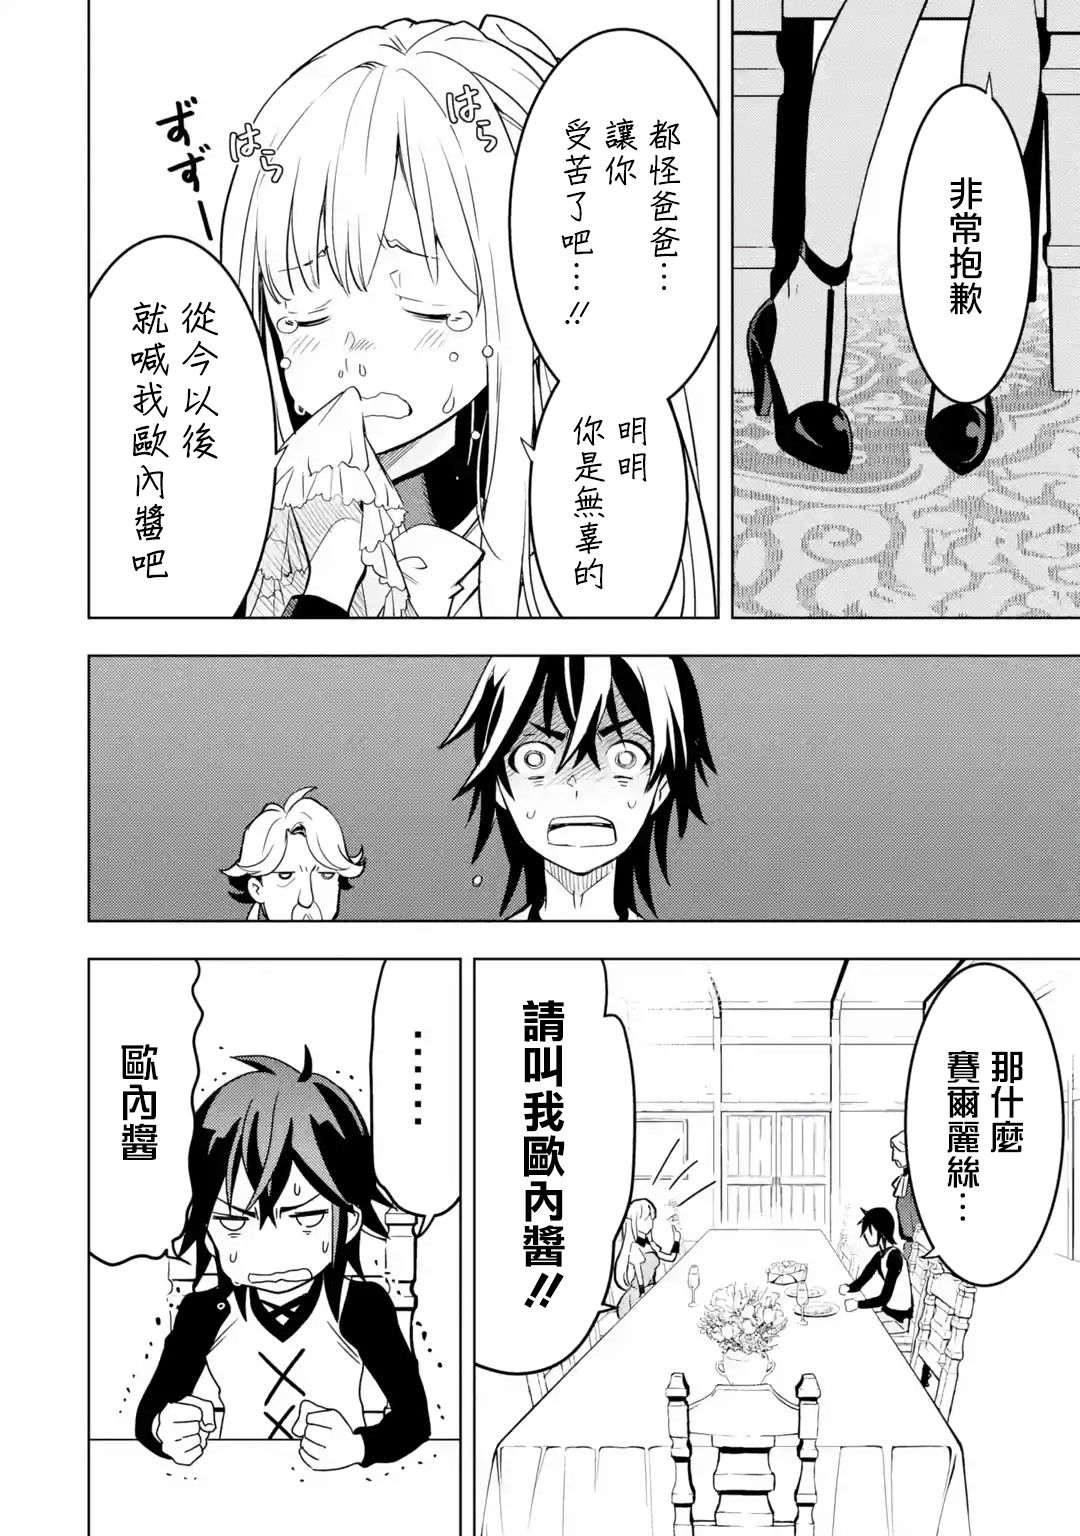 非常抱歉
都怪爸爸…
讓你
受苦了吧…!!
明明
你是無辜的
はら
はら
ずずー
從今以後
就喊我歐內醬吧
那什麼
賽爾麗絲…
請叫我歐內醬!!
……
歐內醬